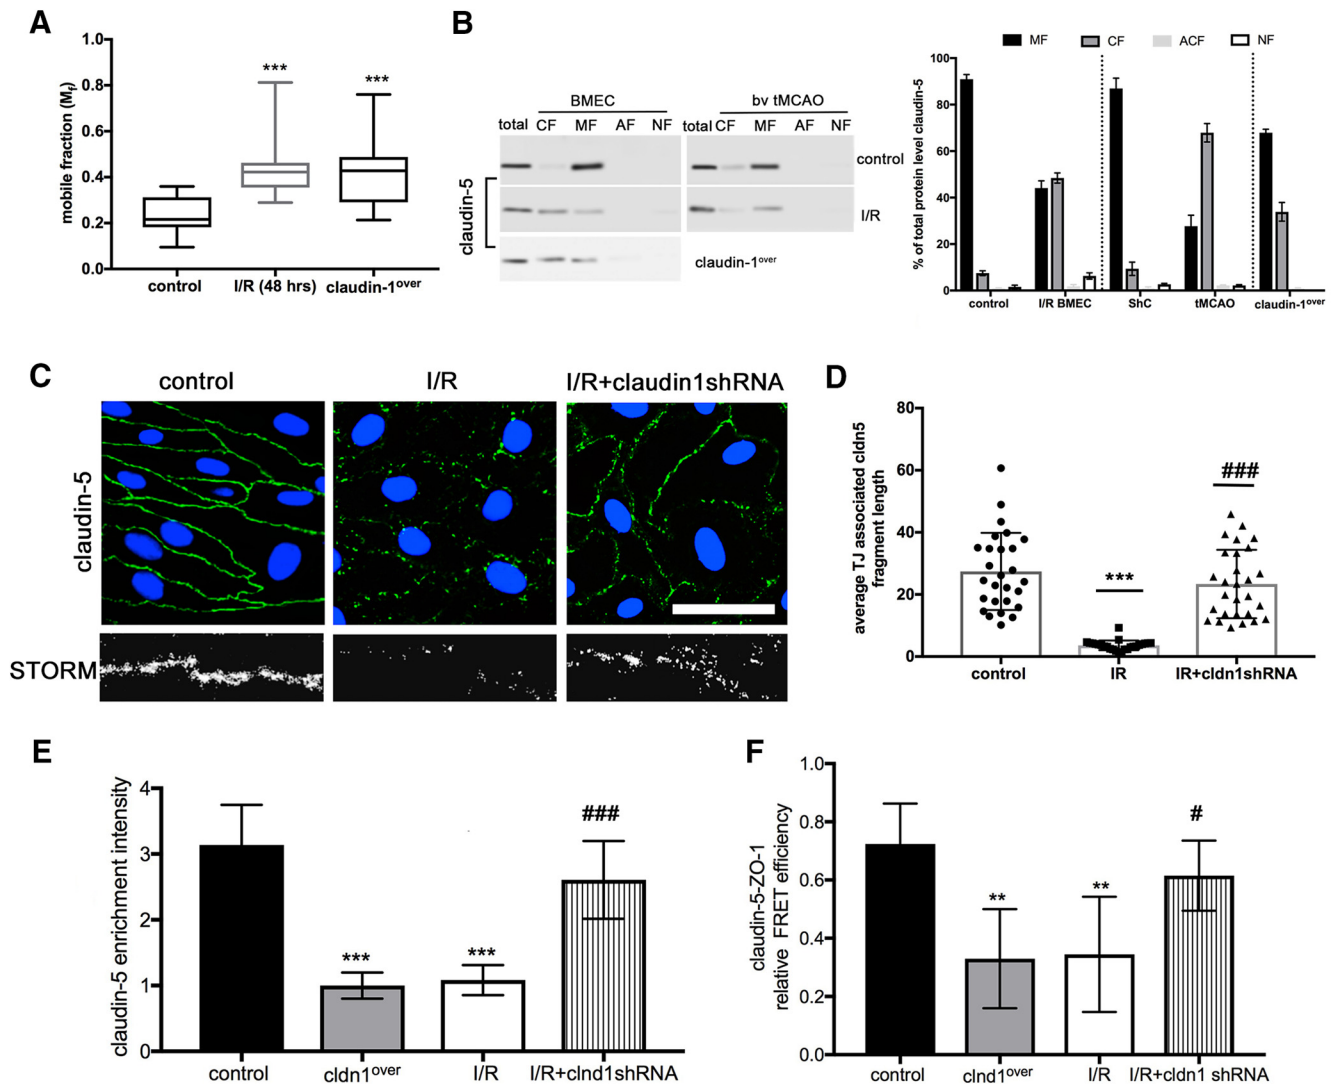 A
mobile fraction (Mf)
1.0
0.8
0.6
0.4
0.2
0.0
***
***
control
I/R (48 hrs)
claudin-1over
B
BMEC
bv tMCAO
total CF MF AF NF
total CF MF AF NF
claudin-5
control
I/R
claudin-1over
MF CF ACF NF
% of total protein level claudin-5
100
80
60
40
20
0
control
I/R BMEC
ShC
tMCAO
claudin-1over
C
control
I/R
I/R+claudin1shRNA
claudin-5
STORM
D
average TJ associated cldn5
fragment length
80
60
40
20
0
***
###
control
IR
IR+cldn1shRNA
E
claudin-5 enrichment intensity
4
3
2
1
0
***
***
###
control
cldn1over
I/R
I/R+clnd1shRNA
F
claudin-5-ZO-1
relative FRET efficiency
1.0
0.8
0.6
0.4
0.2
0.0
**
**
#
control
clnd1over
I/R
I/R+cldn1 shRNA